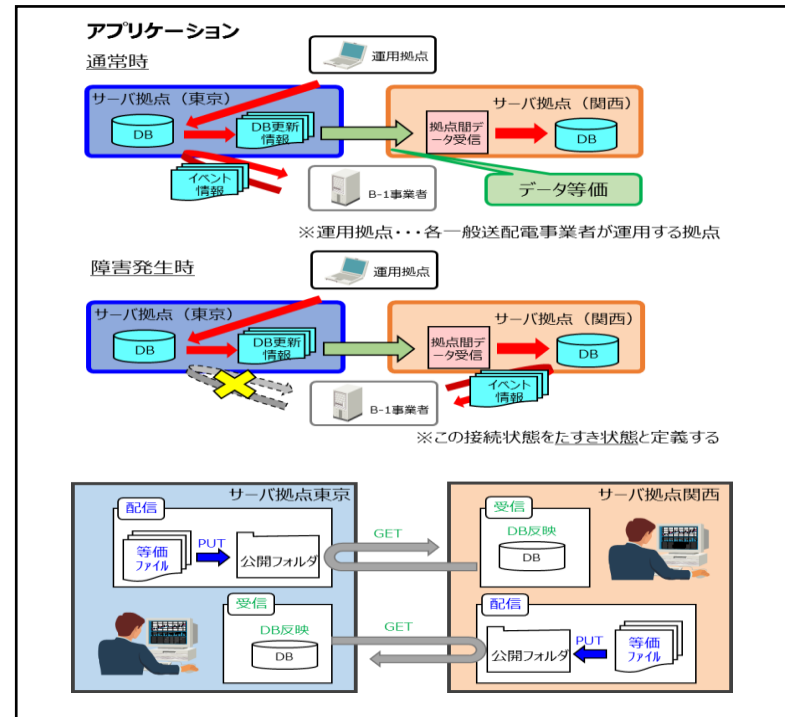 アプリケーション
通常時
運用拠点
サーバ拠点（東京）
サーバ拠点（関西）
DB
DB更新
情報
拠点間デ
ータ受信
DB
イベント
情報
B-1事業者
データ等価
※運用拠点・・・各一般送配電事業者が運用する拠点
障害発生時
運用拠点
サーバ拠点（東京）
サーバ拠点（関西）
DB
DB更新
情報
拠点間デ
ータ受信
DB
イベント
情報
B-1事業者
※この接続状態をたすき状態と定義する
サーバ拠点東京
サーバ拠点関西
配信
等価
ファイル
PUT
公開フォルダ
GET
受信
DB反映
DB
受信
DB反映
DB
GET
配信
公開フォルダ
PUT
等価
ファイル